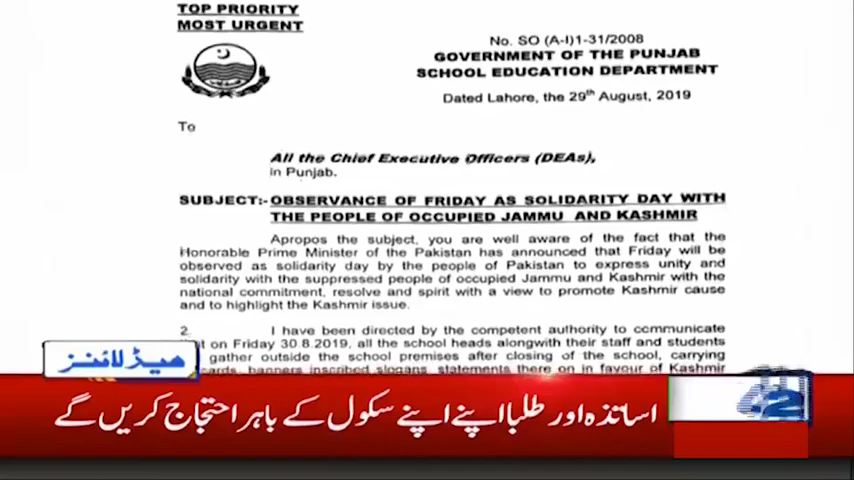 TOP PRIORITY
MOST URGENT
No. SO (A-I)1-31/2008
GOVERNMENT OF THE PUNJAB
SCHOOL EDUCATION DEPARTMENT
Dated Lahore, the 29th August, 2019
To
All the Chief Executive Officers (DEAs),
in Punjab.
SUBJECT:- OBSERVANCE OF FRIDAY AS SOLIDARITY DAY WITH
THE PEOPLE OF OCCUPIED JAMMU AND KASHMIR
Apropos the subject, you are well aware of the fact that the
Honorable Prime Minister of the Pakistan has announced that Friday will be
observed as solidarity day by the people of Pakistan to express unity and
solidarity with the suppressed people of occupied Jammu and Kashmir with the
national commitment, resolve and spirit with a view to promote Kashmir cause
and to highlight the Kashmir issue.
2. I have been directed by the competent authority to communicate
on Friday 30.8.2019, all the school heads alongwith their staff and students
gather outside the school premises after closing of the school, carrying
banners inscribed slogans, statements there on in favour of Kashmir
ہیڈلائنز
اساتذہ اور طلبا اپنے اپنے سکول کے باہر احتجاج کریں گے
42